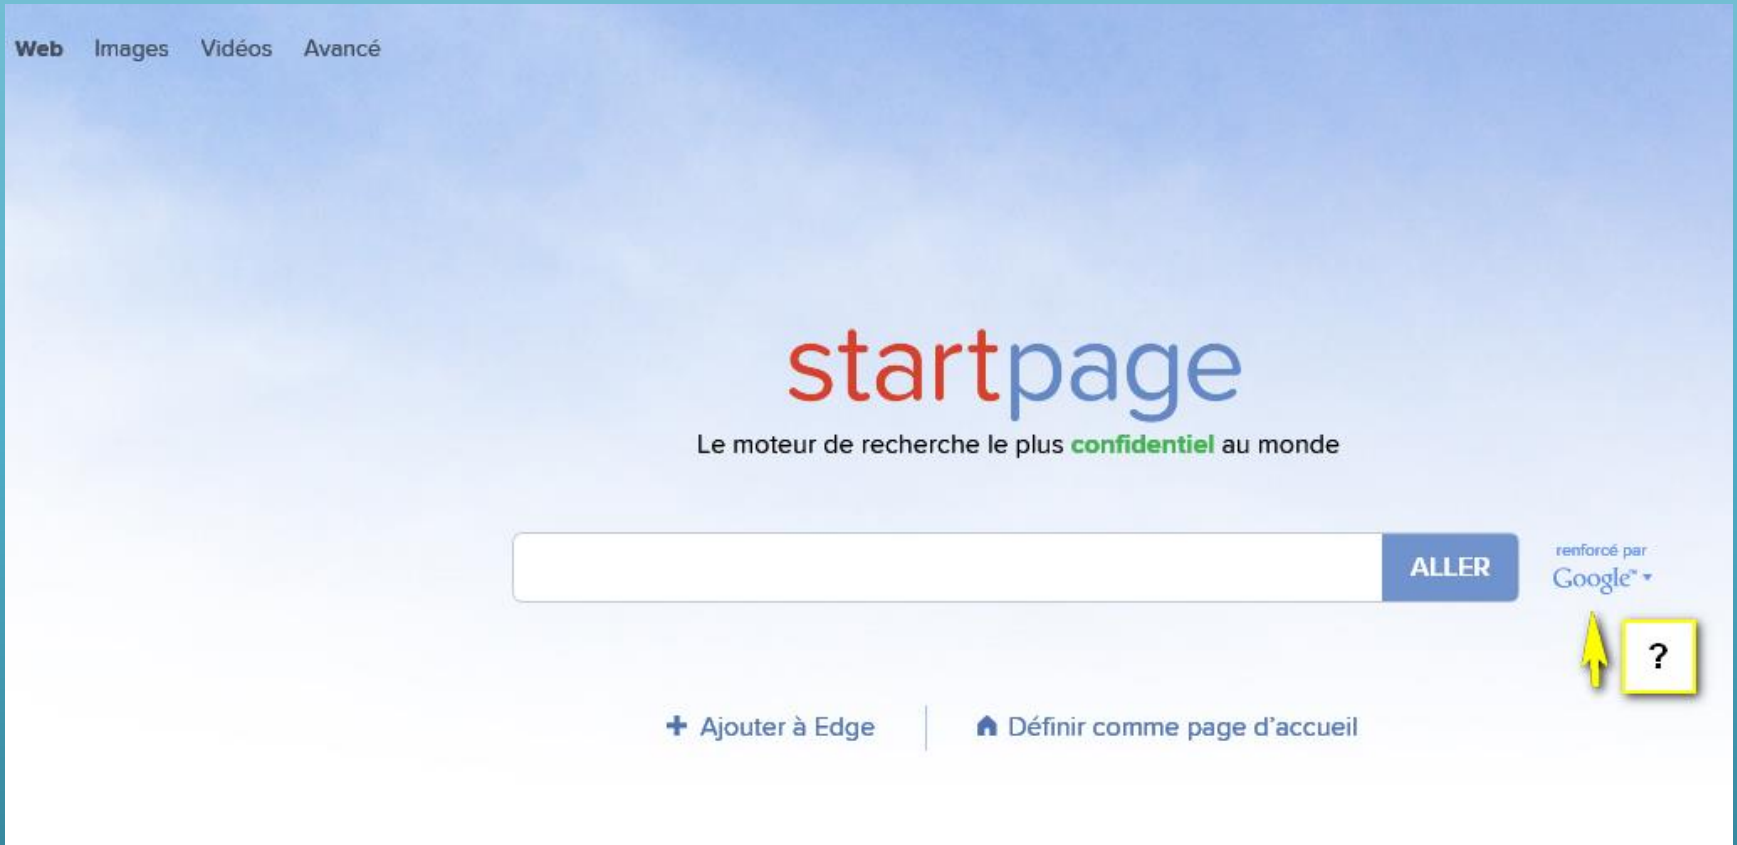 Web Images Vidéos Avancé
startpage
Le moteur de recherche le plus confidentiel au monde
ALLER
renforcé par
Google™
?
Ajouter à Edge
Définir comme page d'accueil